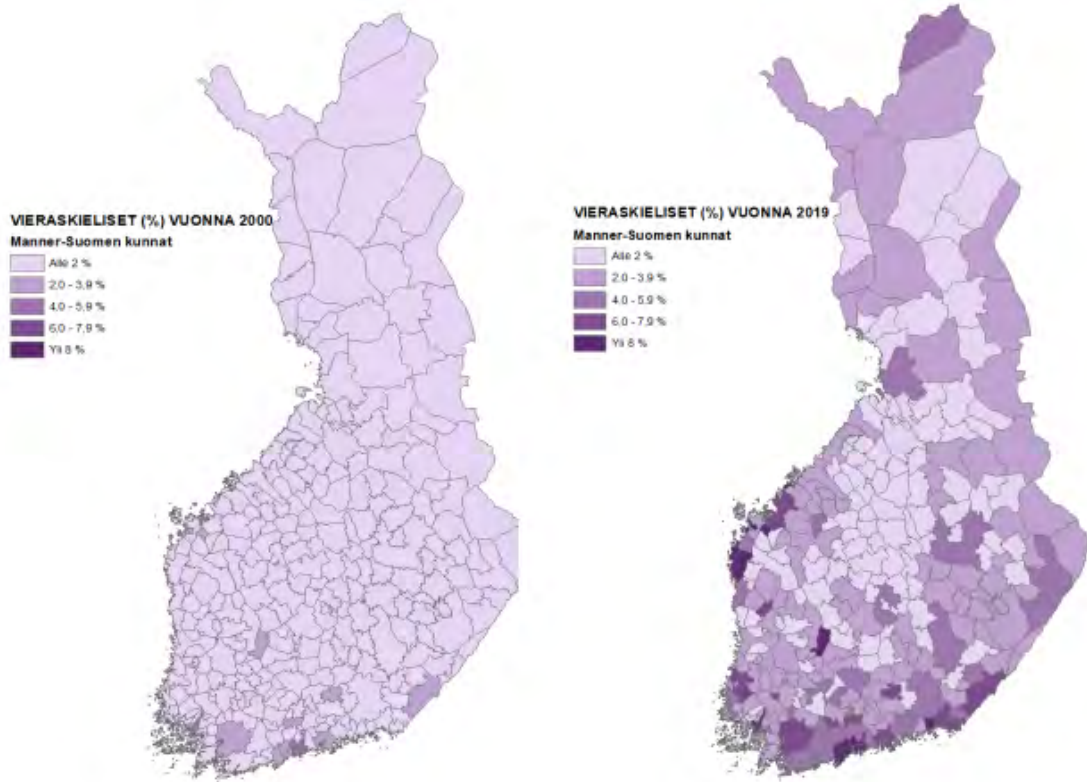 VIERASKIELISET (%) VUONNA 2000
Manner-Suomen kunnat
Alle 2 %
2,0 - 3,9 %
4,0 - 5,9 %
6,0 - 7,9 %
Yli 8 %
VIERASKIELISET (%) VUONNA 2019
Manner-Suomen kunnat
Alle 2 %
2,0 - 3,9 %
4,0 - 5,9 %
6,0 - 7,9 %
Yli 8 %